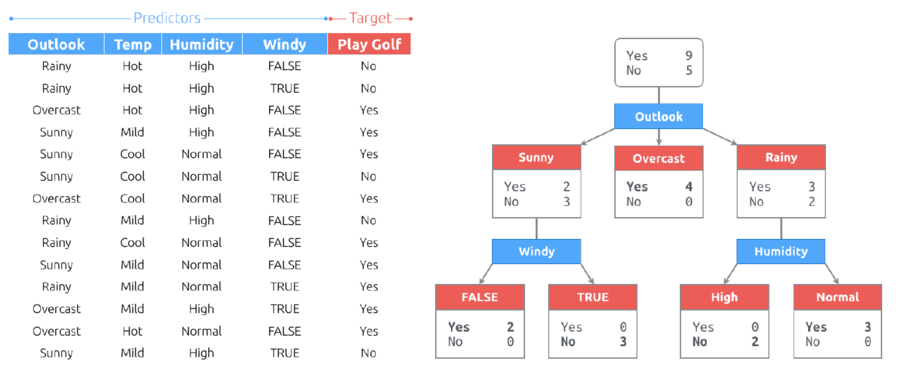 Predictors Target
Outlook Temp Humidity Windy Play Golf
Rainy Hot High FALSE No
Rainy Hot High TRUE No
Overcast Hot High FALSE Yes
Sunny Mild High FALSE Yes
Sunny Cool Normal FALSE Yes
Sunny Cool Normal TRUE No
Overcast Cool Normal TRUE Yes
Rainy Mild High FALSE No
Rainy Cool Normal FALSE Yes
Sunny Mild Normal FALSE Yes
Rainy Mild Normal TRUE Yes
Overcast Mild High TRUE Yes
Overcast Hot Normal FALSE Yes
Sunny Mild High TRUE No
Yes 9
No 5
Outlook
Sunny
Yes 2
No 3
Overcast
Yes 4
No 0
Rainy
Yes 3
No 2
Windy
Humidity
FALSE
Yes 2
No 0
TRUE
Yes 0
No 3
High
Yes 0
No 2
Normal
Yes 3
No 0